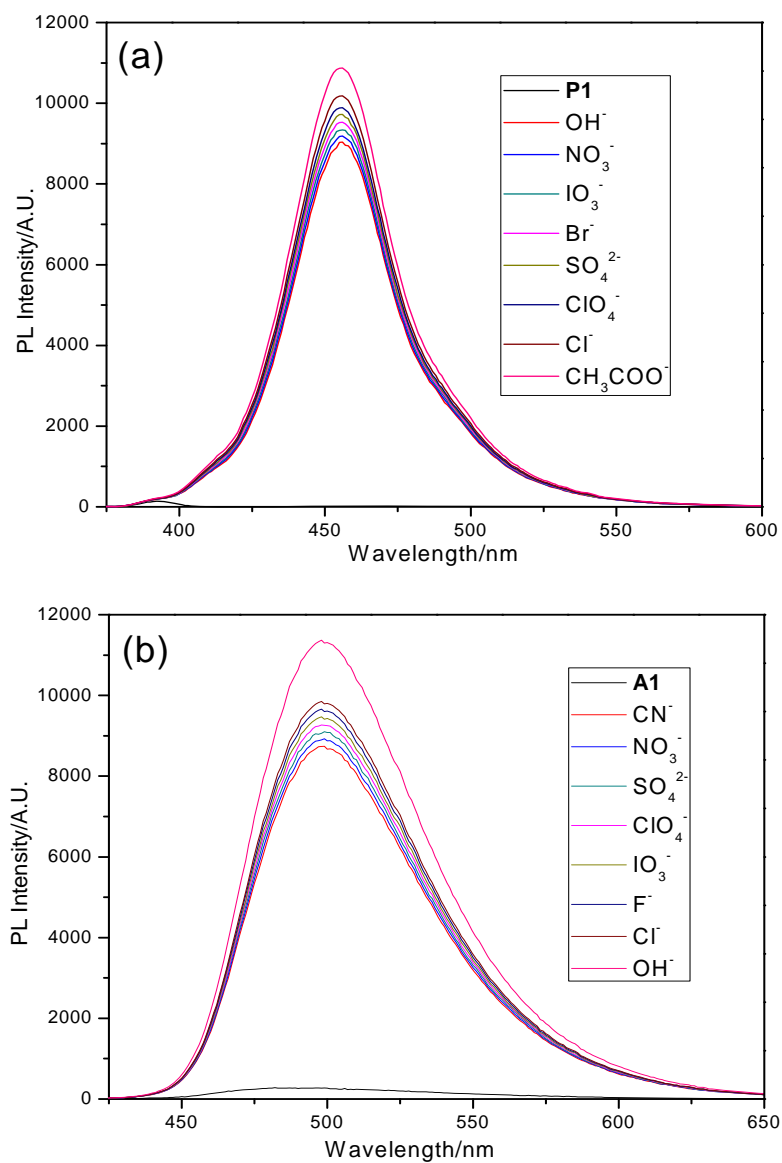 (a)
12000
10000
8000
6000
4000
2000
0
PL Intensity/A.U.
P1
OH⁻
NO₃⁻
IO₃⁻
Br⁻
SO₄²⁻
ClO₄⁻
Cl⁻
CH₃COO⁻
400 450 500 550 600
Wavelength/nm
(b)
12000
10000
8000
6000
4000
2000
0
PL Intensity/A.U.
A1
CN⁻
NO₃⁻
SO₄²⁻
ClO₄⁻
IO₃⁻
F⁻
Cl⁻
OH⁻
450 500 550 600 650
Wavelength/nm